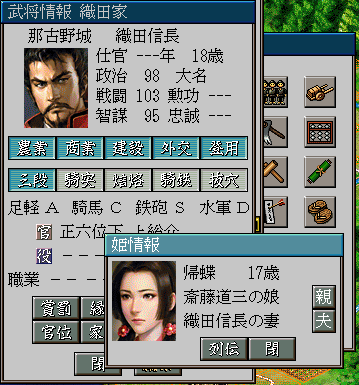 武将情報 織田家
那古野城 織田信長
仕官 ---年 18歳
政治 98 大名
戦闘 103 勲功 ---
智謀 95 忠誠 ---
農業 商業 建設 外交 登用
三段 騎突 焙烙 騎鉄 抜穴
足軽 A 騎馬 C 鉄砲 S 水軍 D
官 正六位下 上総介
役 ---
職業 ---
賞罰
官位
姫情報
帰蝶 17歳
斎藤道三の娘 親
織田信長の妻 夫
列伝 閉